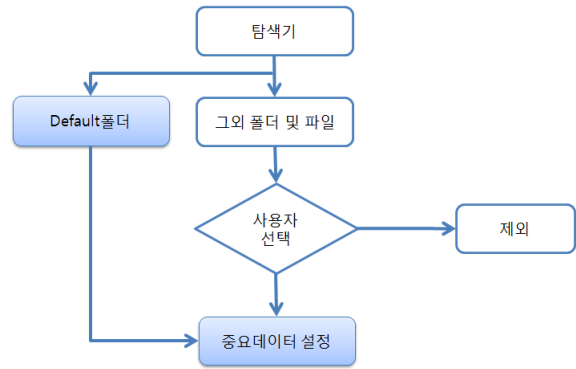 탐색기
Default폴더
그외 폴더 및 파일
사용자
선택
제외
중요데이터 설정